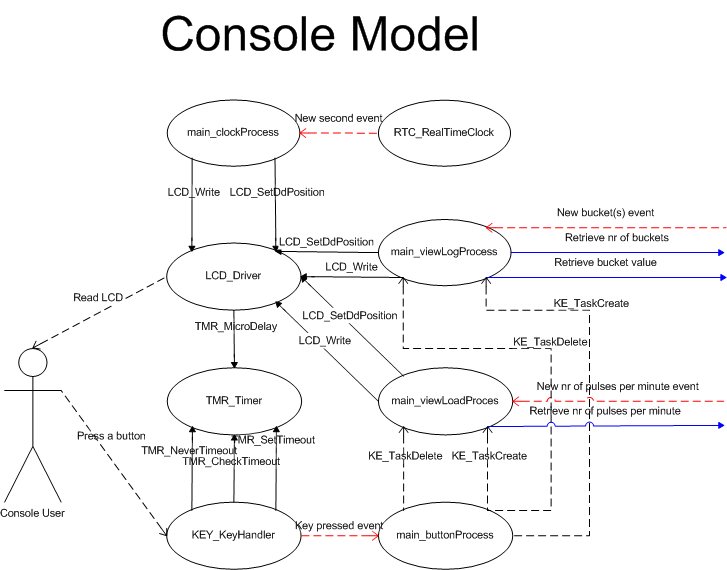 Console Model
New second event
main_clockProcess
RTC_RealTimeClock
LCD_Write
LCD_SetDdPosition
New bucket(s) event
LCD_SetDdPosition
Retrieve nr of buckets
main_viewLogProcess
LCD_Write
Retrieve bucket value
LCD_Driver
Read LCD
KE_TaskCreate
LCD_SetDdPosition
TMR_MicroDelay
LCD_Write
KE_TaskDelete
New nr of pulses per minute event
TMR_Timer
main_viewLoadProces
Retrieve nr of pulses per minute
Press a button
MR_SetTimeout
TMR_NeverTimeout
TMR_CheckTimeout
KE_TaskDelete
KE_TaskCreate
Console User
Key pressed event
KEY_KeyHandler
main_buttonProcess